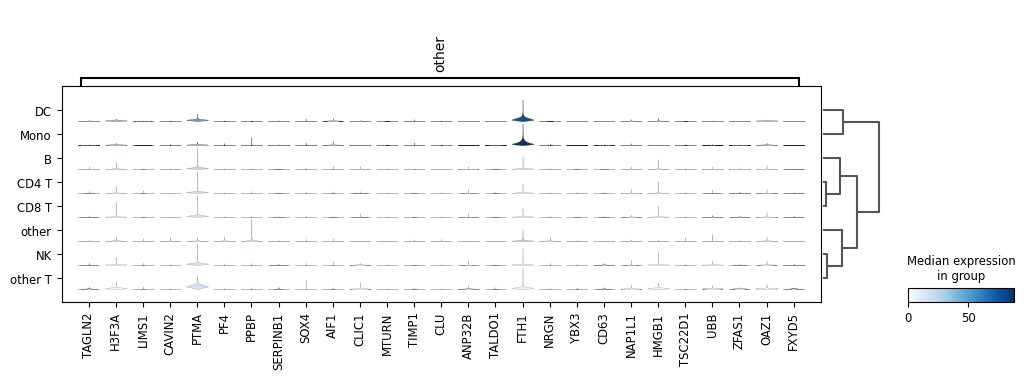 other
DC
Mono
B
CD4 T
CD8 T
other
NK
other T
TAGLN2
H3F3A
LIMS1
CAVIN2
PTMA
PF4
PPBP
SERPINB1
SOX4
AIF1
CLIC1
MTURN
TIMP1
CLU
ANP32B
TALDO1
FTH1
NRGN
YBX3
CD63
NAP1L1
HMGB1
TSC22D1
UBB
ZFAS1
OAZ1
FXYD5
Median expression
in group
0 50